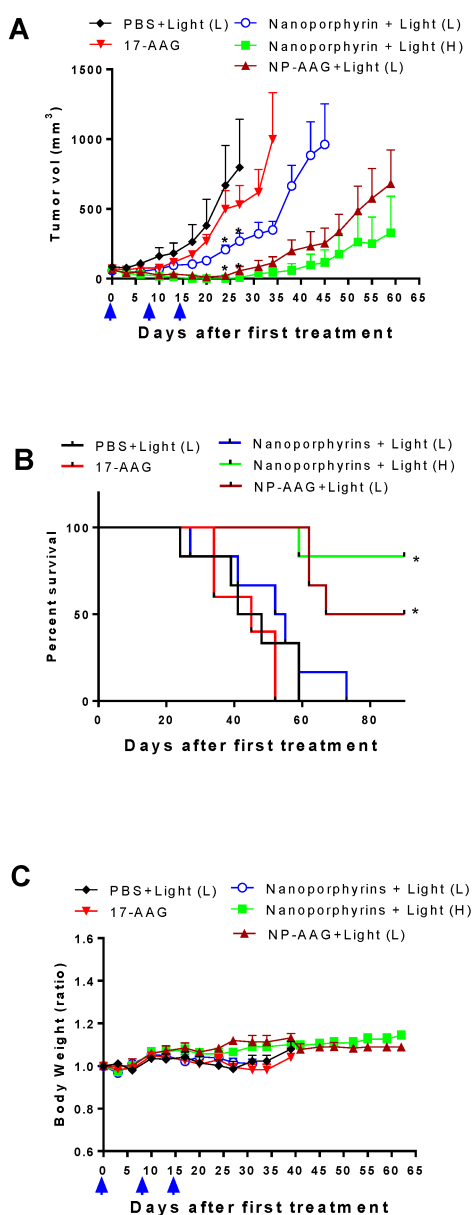 A
PBS+Light (L)
17-AAG
Nanoporphyrin + Light (L)
Nanoporphyrin + Light (H)
NP-AAG+Light (L)
Tumor vol (mm3)
1500
1000
500
0
* *
* *
0 5 10 15 20 25 30 35 40 45 50 55 60 65
Days after first treatment
B
PBS+Light (L)
17-AAG
Nanoporphyrins + Light (L)
Nanoporphyrins + Light (H)
NP-AAG+Light (L)
Percent survival
100
50
0
*
*
0 20 40 60 80
Days after first treatment
C
PBS+Light (L)
17-AAG
Nanoporphyrins + Light (L)
Nanoporphyrins + Light (H)
NP-AAG+Light (L)
Body Weight (ratio)
1.6
1.4
1.2
1.0
0.8
0.6
0 5 10 15 20 25 30 35 40 45 50 55 60 65
Days after first treatment